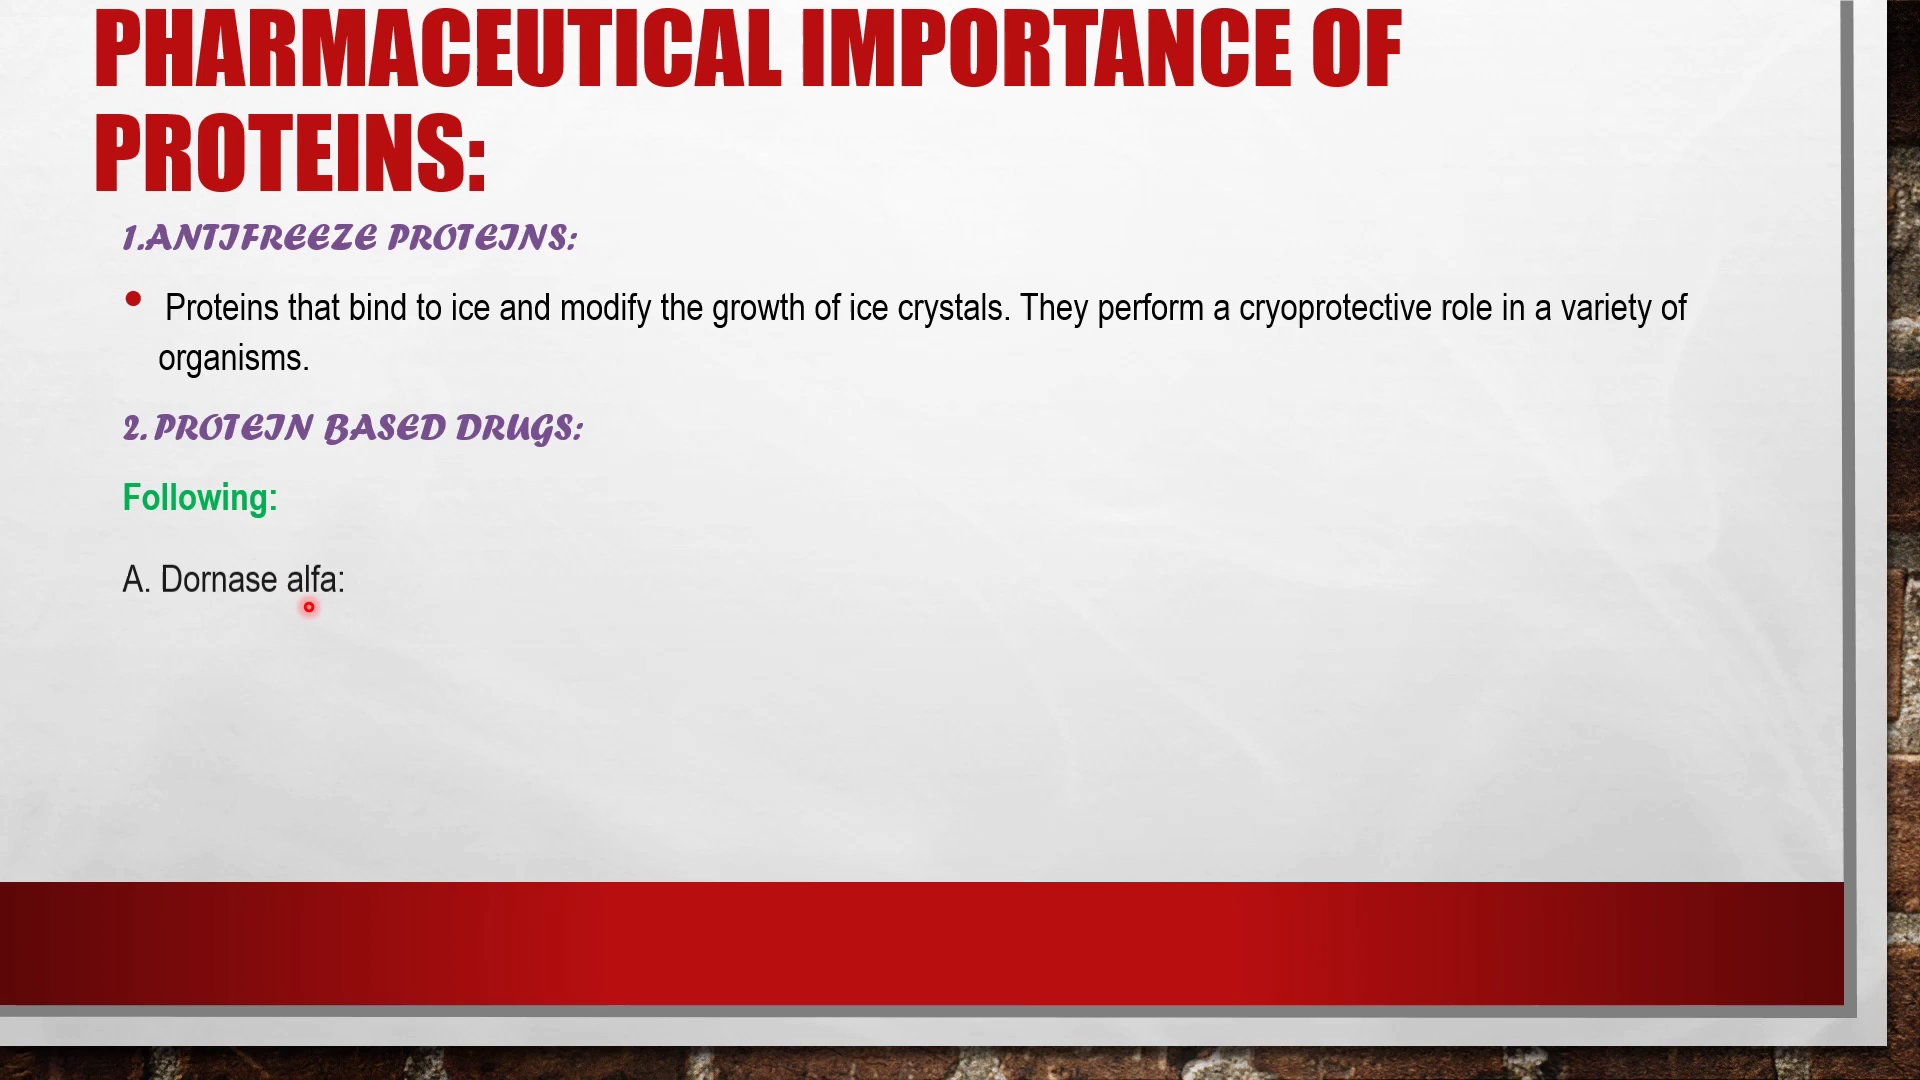 PHARMACEUTICAL IMPORTANCE OF
PROTEINS:
1.ANTIFREEZE PROTEINS:
• Proteins that bind to ice and modify the growth of ice crystals. They perform a cryoprotective role in a variety of
organisms.
2. PROTEIN BASED DRUGS:
Following:
A. Dornase alfa: